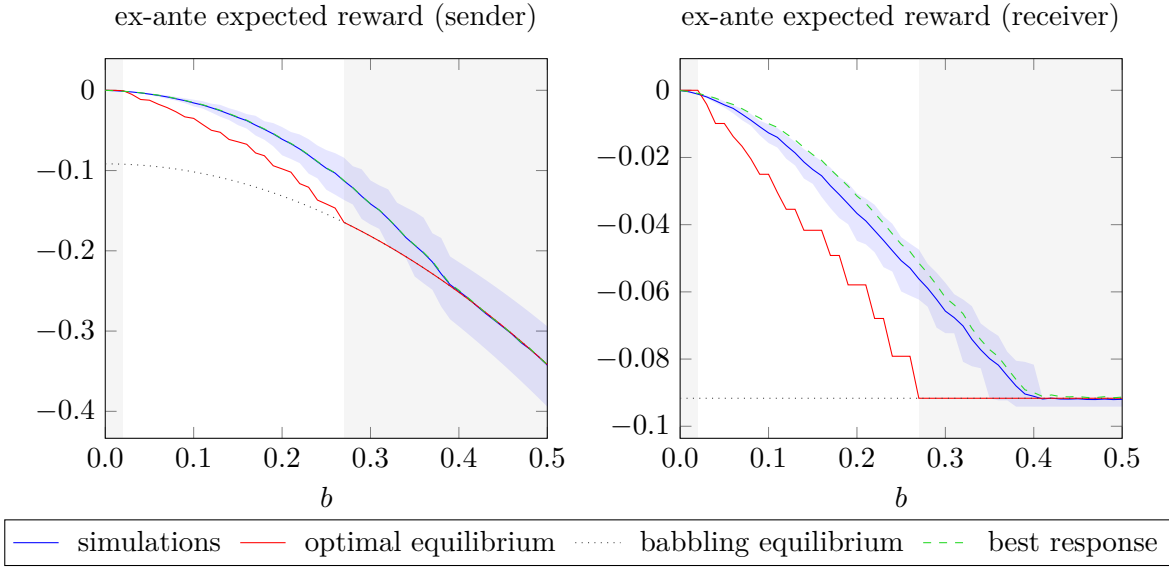 ex-ante expected reward (sender)
0
−0.1
−0.2
−0.3
−0.4
0.0 0.1 0.2 0.3 0.4 0.5
b
ex-ante expected reward (receiver)
0
−0.02
−0.04
−0.06
−0.08
−0.1
0.0 0.1 0.2 0.3 0.4 0.5
b
simulations optimal equilibrium babbling equilibrium best response